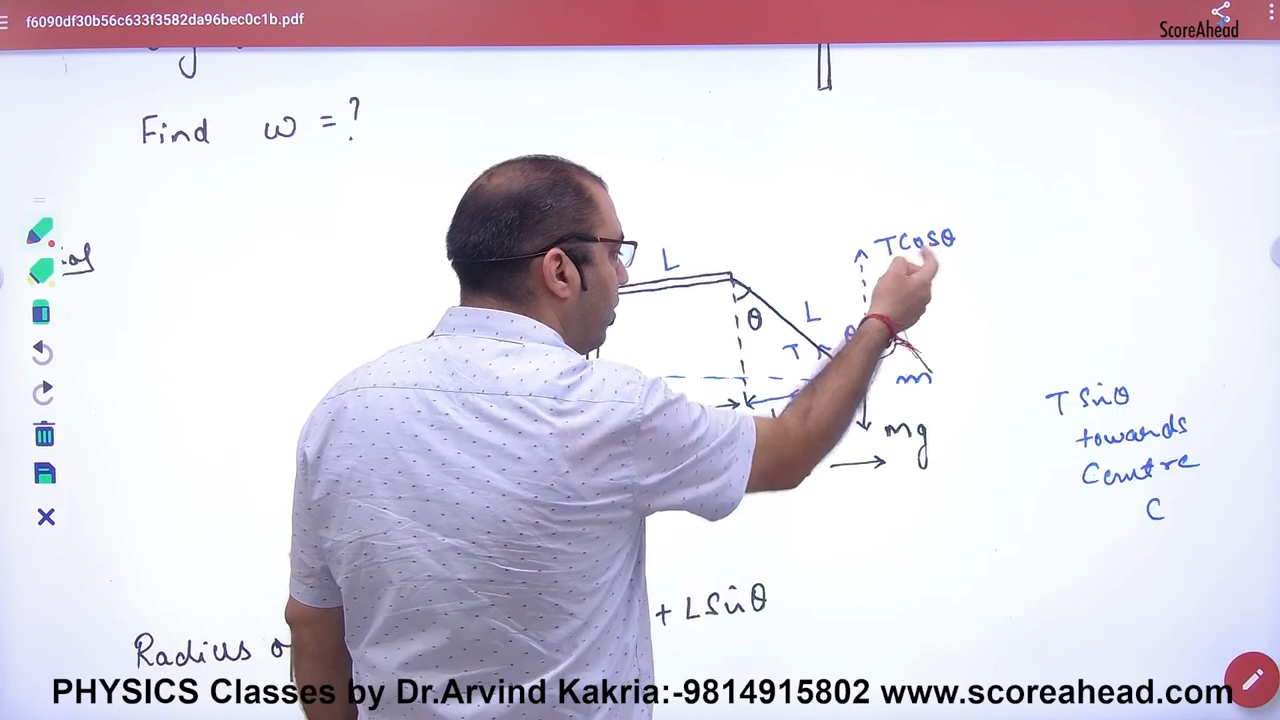 f6090df30b56c633f3582da96bec0c1b.pdf
ScoreAhead
Find ω = ?
L
T Cosθ
θ
L
θ
T
m
mg
T Sinθ
towards
Centre
C
+ L Sinθ
Radius
PHYSICS Classes by Dr.Arvind Kakria:-9814915802 www.scoreahead.com